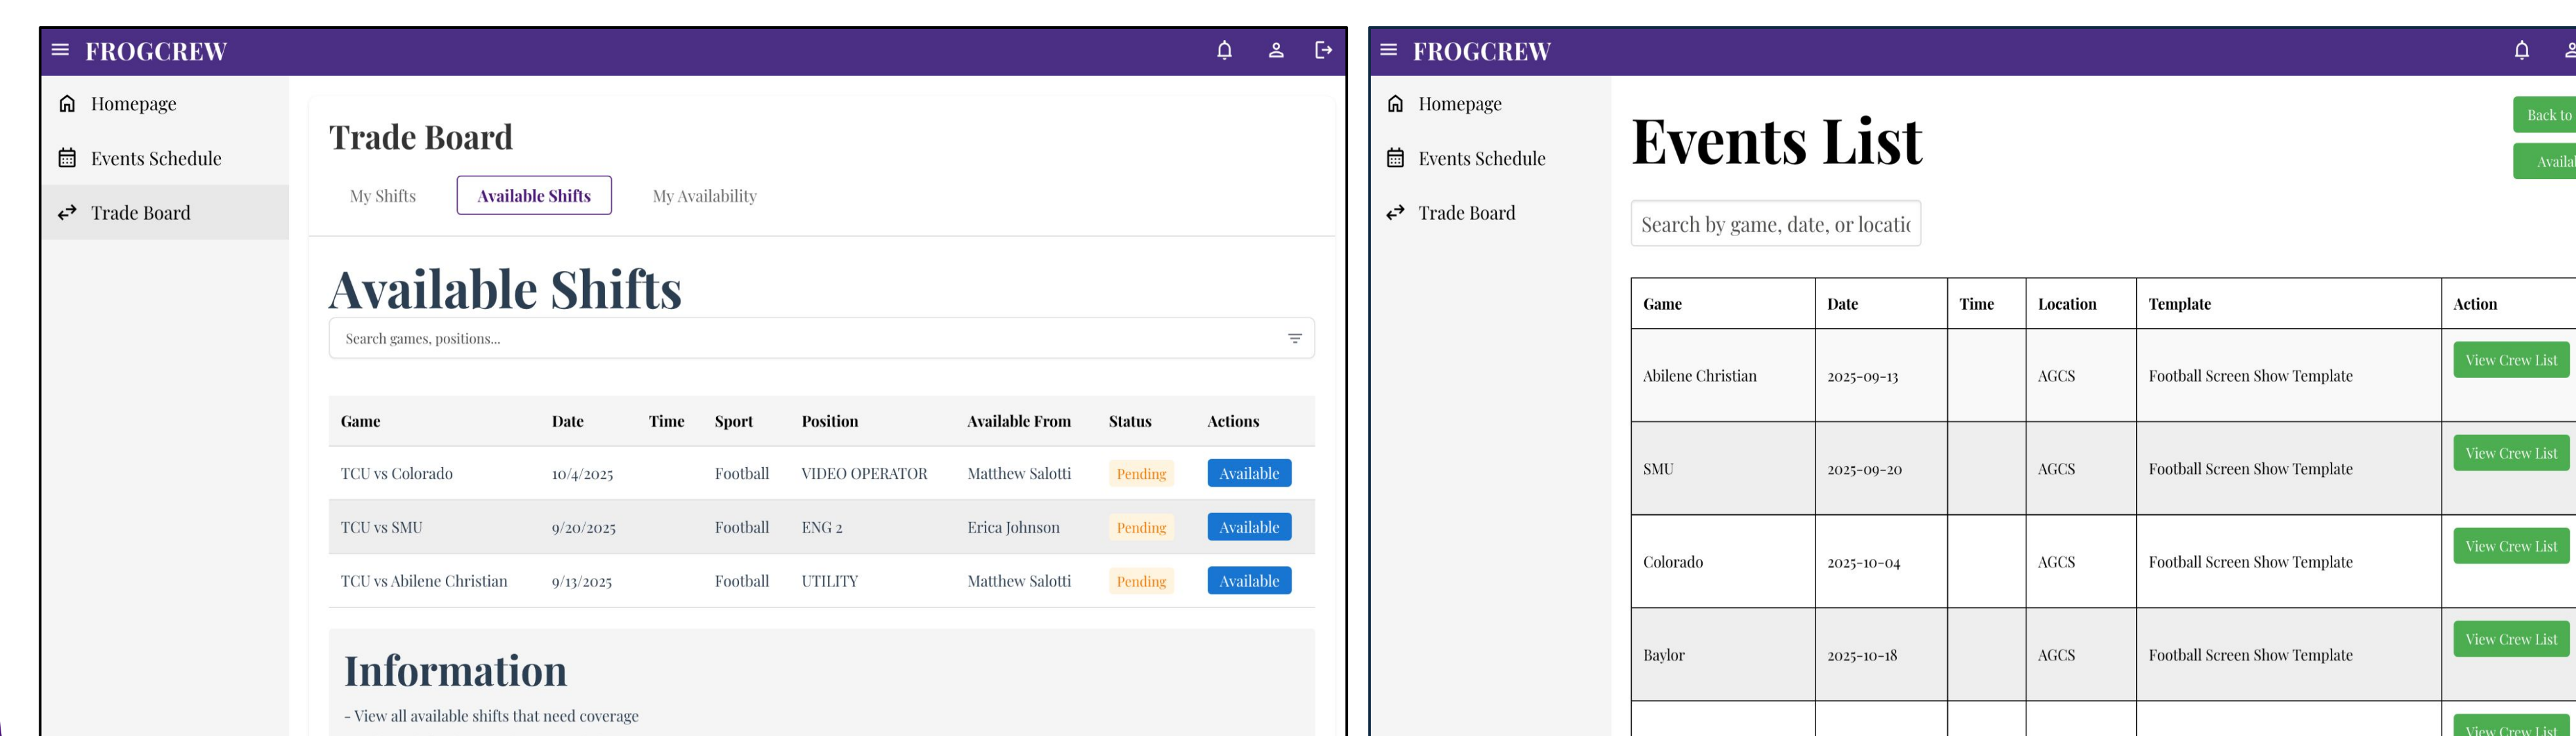 FROGCREW
Homepage
Events Schedule
Trade Board
Trade Board
My Shifts Available Shifts My Availability
Available Shifts
Search games, positions...
Game Date Time Sport Position Available From Status Actions
TCU vs Colorado 10/4/2025 Football VIDEO OPERATOR Matthew Salotti Pending Available
TCU vs SMU 9/20/2025 Football ENG 2 Erica Johnson Pending Available
TCU vs Abilene Christian 9/13/2025 Football UTILITY Matthew Salotti Pending Available
Information
- View all available shifts that need coverage
FROGCREW
Homepage
Events Schedule
Trade Board
Events List
Back to
Search by game, date, or
Game Date Time Location Template Action
Abilene Christian 2025-09-13 AGCS Football Screen Show Template View Crew List
SMU 2025-09-20 AGCS Football Screen Show Template View Crew List
Colorado 2025-10-04 AGCS Football Screen Show Template View Crew List
Baylor 2025-10-18 AGCS Football Screen Show Template View Crew List
View Crew List